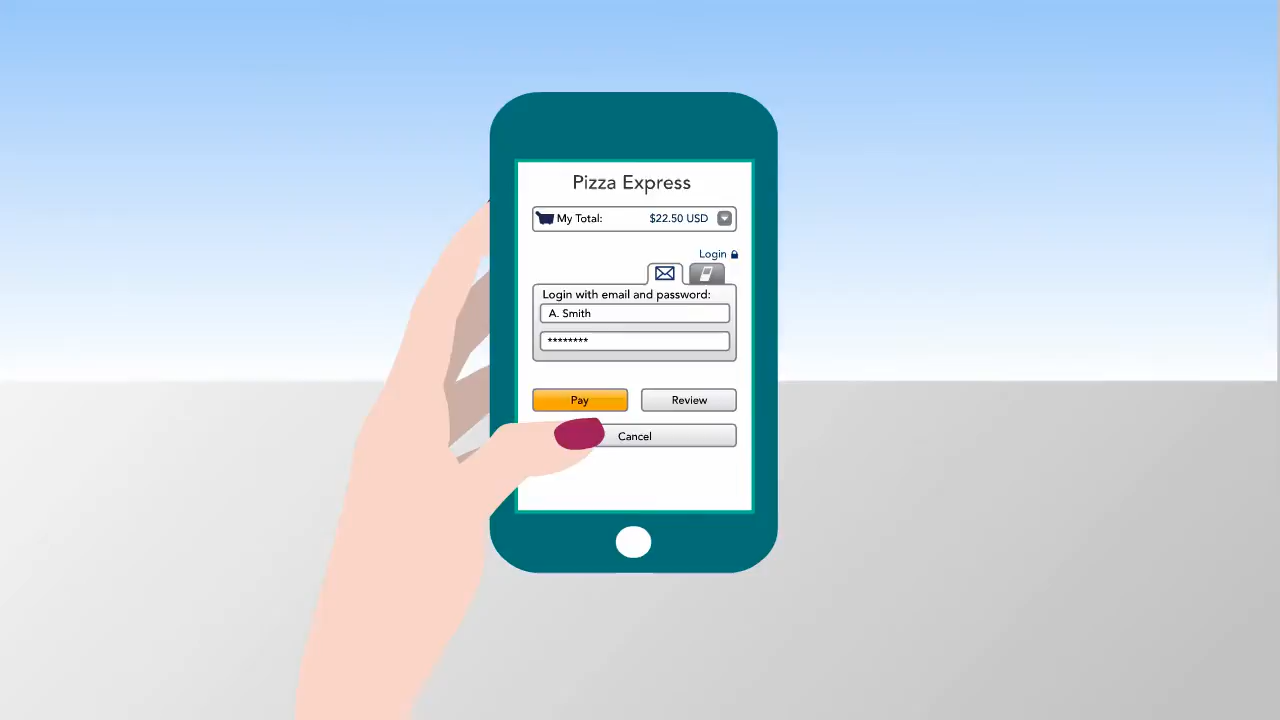 Pizza Express
My Total: $22.50 USD
Login
Login with email and password:
A. Smith
********
Pay Review
Cancel